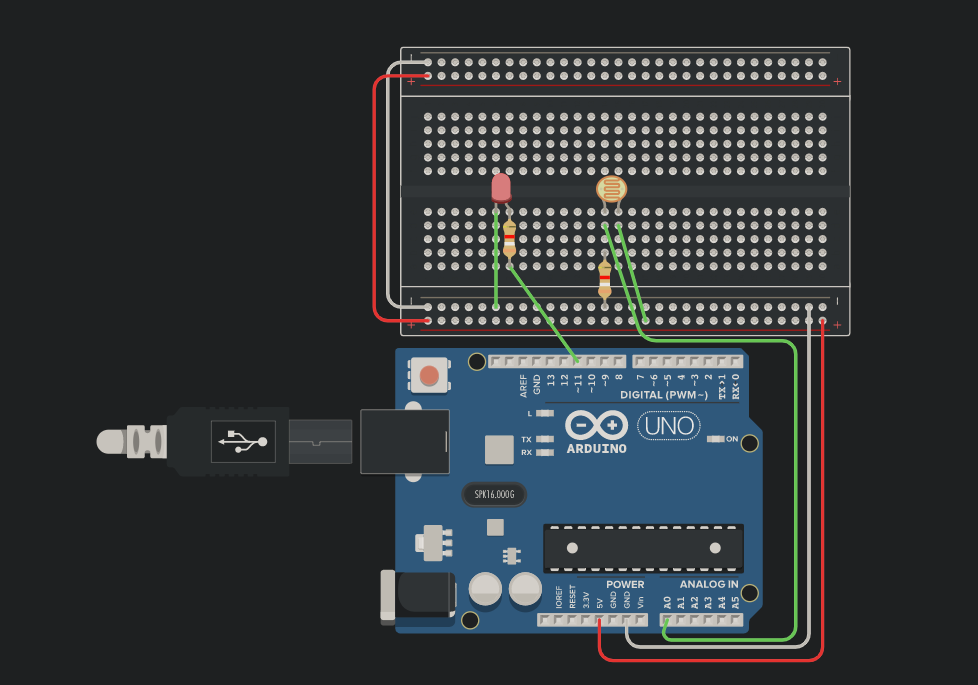 + +
+ +
AREF
GND
13
12
~11
~10
~9
8
7
~6
~5
4
~3
2
TX>1
RX<0
DIGITAL (PWM~)
L
TX
RX
ARDUINO
UNO
ON
SPK16.000G
POWER
ANALOG IN
IOREF
RESET
3.3V
5V
GND
GND
Vin
A0
A1
A2
A3
A4
A5